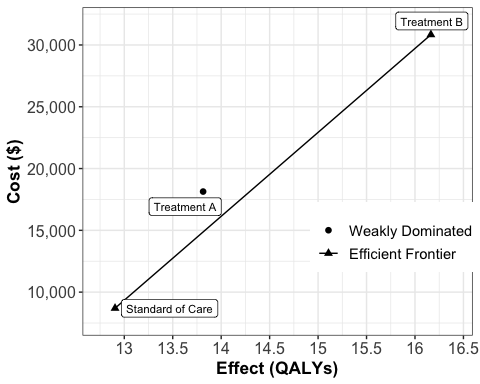 Treatment B
30,000
25,000
20,000
15,000
10,000
Cost ($)
Treatment A
Weakly Dominated
Efficient Frontier
Standard of Care
13
13.5
14
14.5
15
15.5
16
16.5
Effect (QALYs)